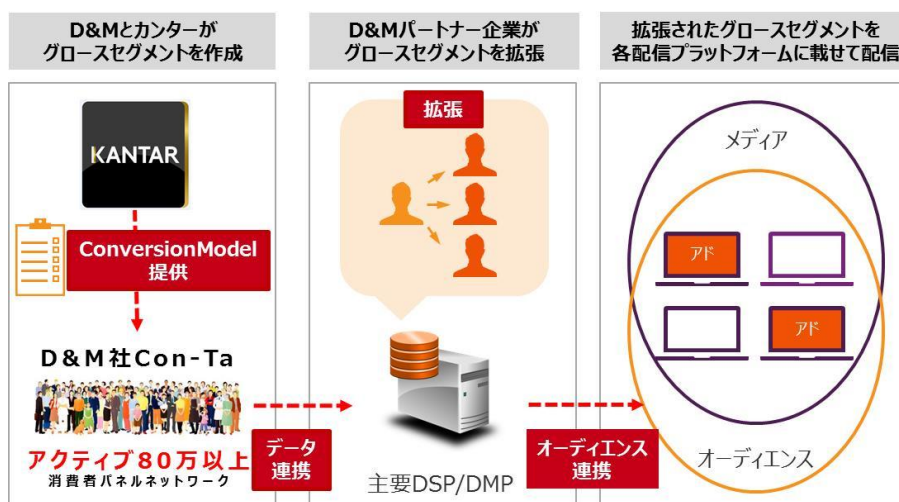 D&Mとカンターが
グロースセグメントを作成
D&Mパートナー企業が
グロースセグメントを拡張
拡張されたグロースセグメントを
各配信プラットフォームに載せて配信
KANTAR
ConversionModel
提供
D&M社Con-Ta
アクティブ80万以上
消費者パネルネットワーク
データ
連携
拡張
主要DSP/DMP
オーディエンス
連携
メディア
アド
アド
オーディエンス